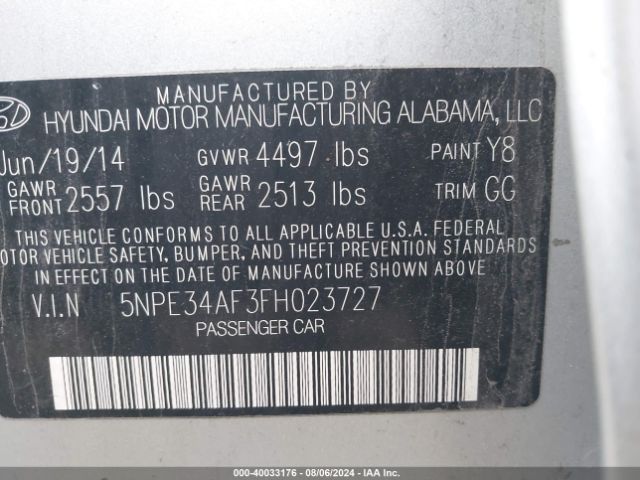 MANUFACTURED BY
HYUNDAI MOTOR MANUFACTURING ALABAMA, LLC
Jun/19/14 GVWR 4497 lbs PAINT Y8
GAWR FRONT 2557 lbs GAWR REAR 2513 lbs TRIM GG
THIS VEHICLE CONFORMS TO ALL APPLICABLE U.S.A. FEDERAL
MOTOR VEHICLE SAFETY, BUMPER, AND THEFT PREVENTION STANDARDS
IN EFFECT ON THE DATE OF MANUFACTURE SHOWN ABOVE.
V.I.N 5NPE34AF3FH023727
PASSENGER CAR
000-40033176 - 08/06/2024 - IAA Inc.